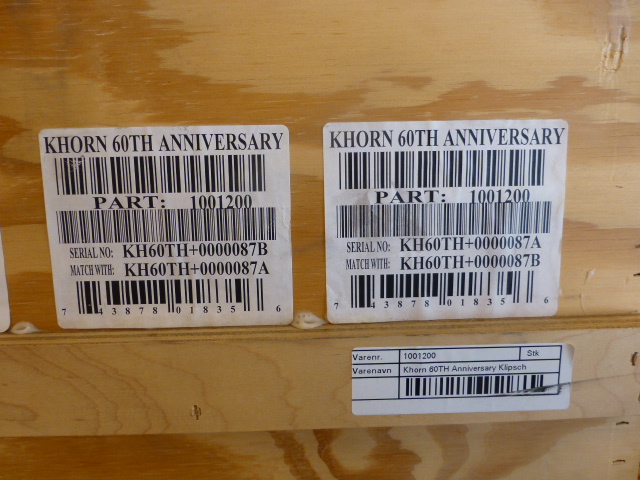 KHORN 60TH ANNIVERSARY
PART: 1001200
SERIAL NO: KH60TH+0000087B
MATCH WITH: KH60TH+0000087A
7 43878 01835 6
KHORN 60TH ANNIVERSARY
PART: 1001200
SERIAL NO: KH60TH+0000087A
MATCH WITH: KH60TH+0000087B
7 43878 01835 6
Varenr. 1001200 Stk
Varenavn Khorn 60TH Anniversary Klipsch